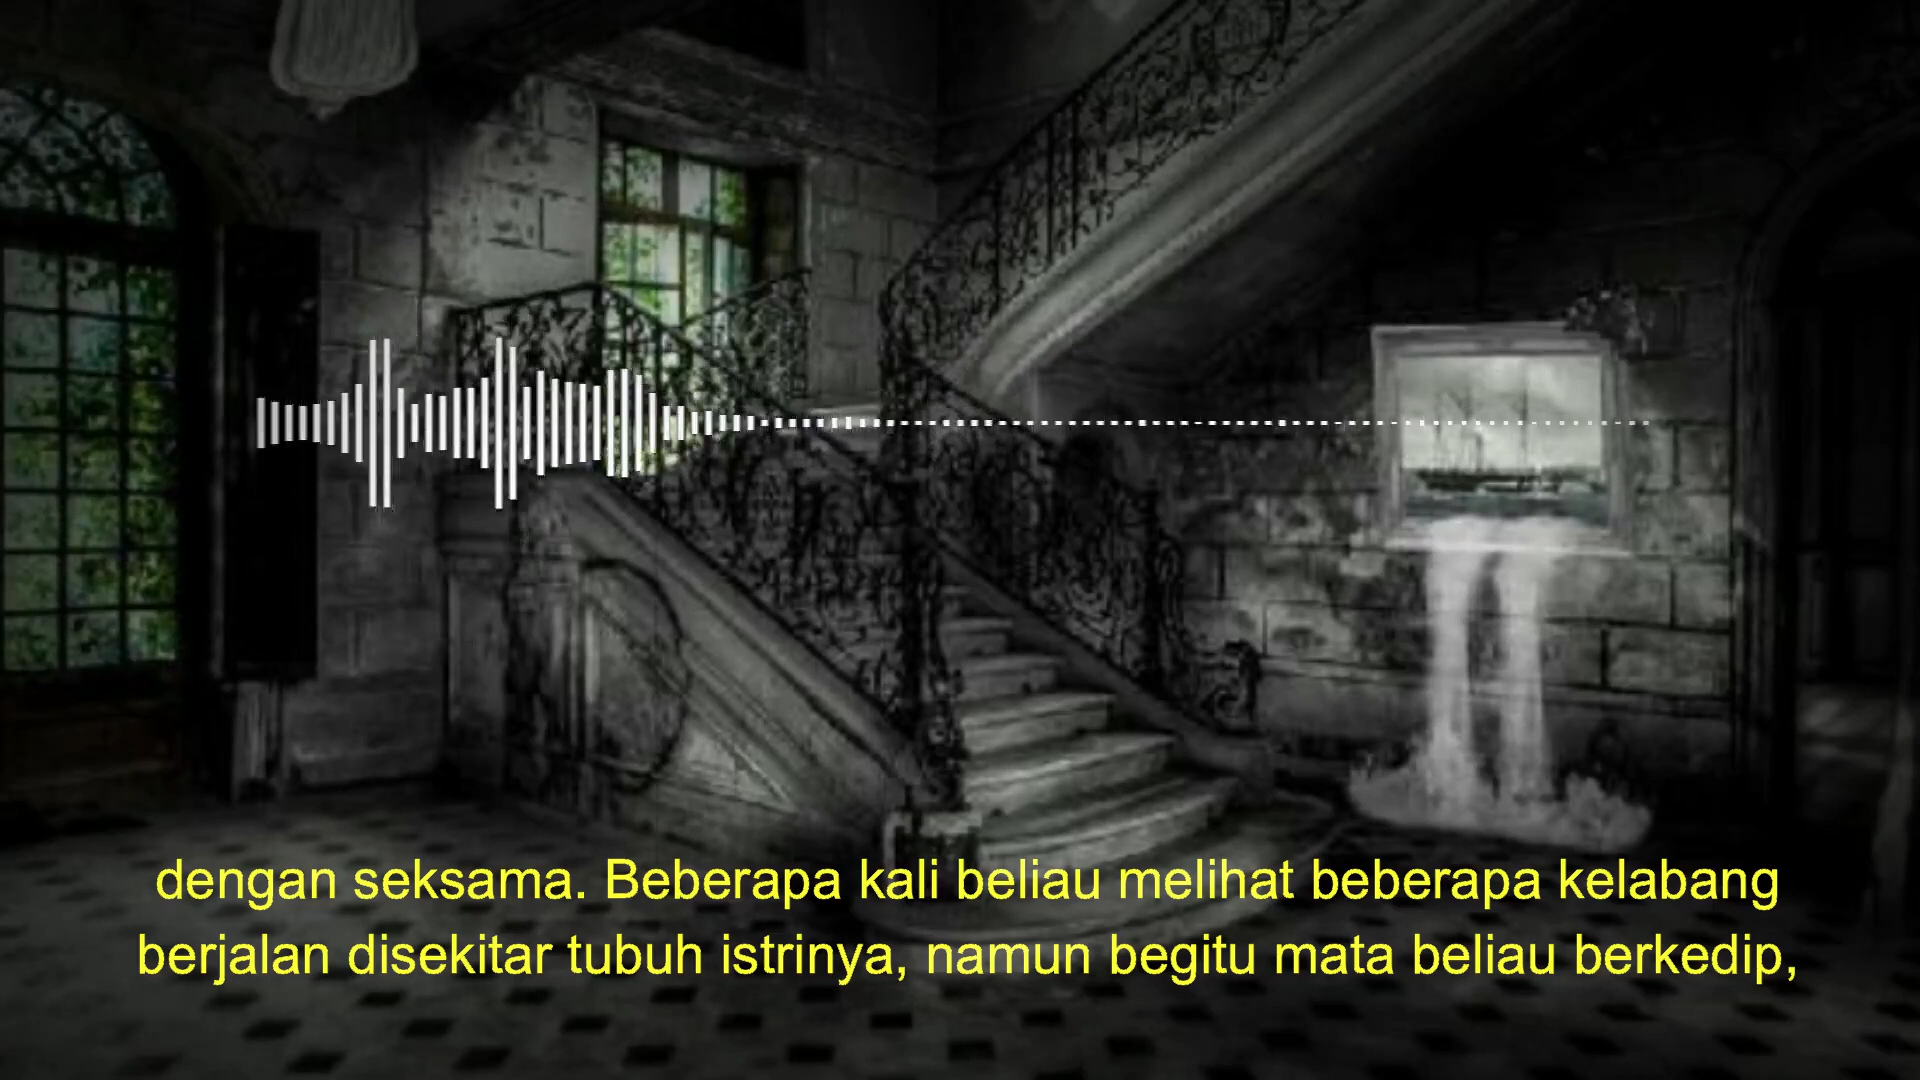 dengan seksama. Beberapa kali beliau melihat beberapa kelabang
berjalan disekitar tubuh istrinya, namun begitu mata beliau berkedip,